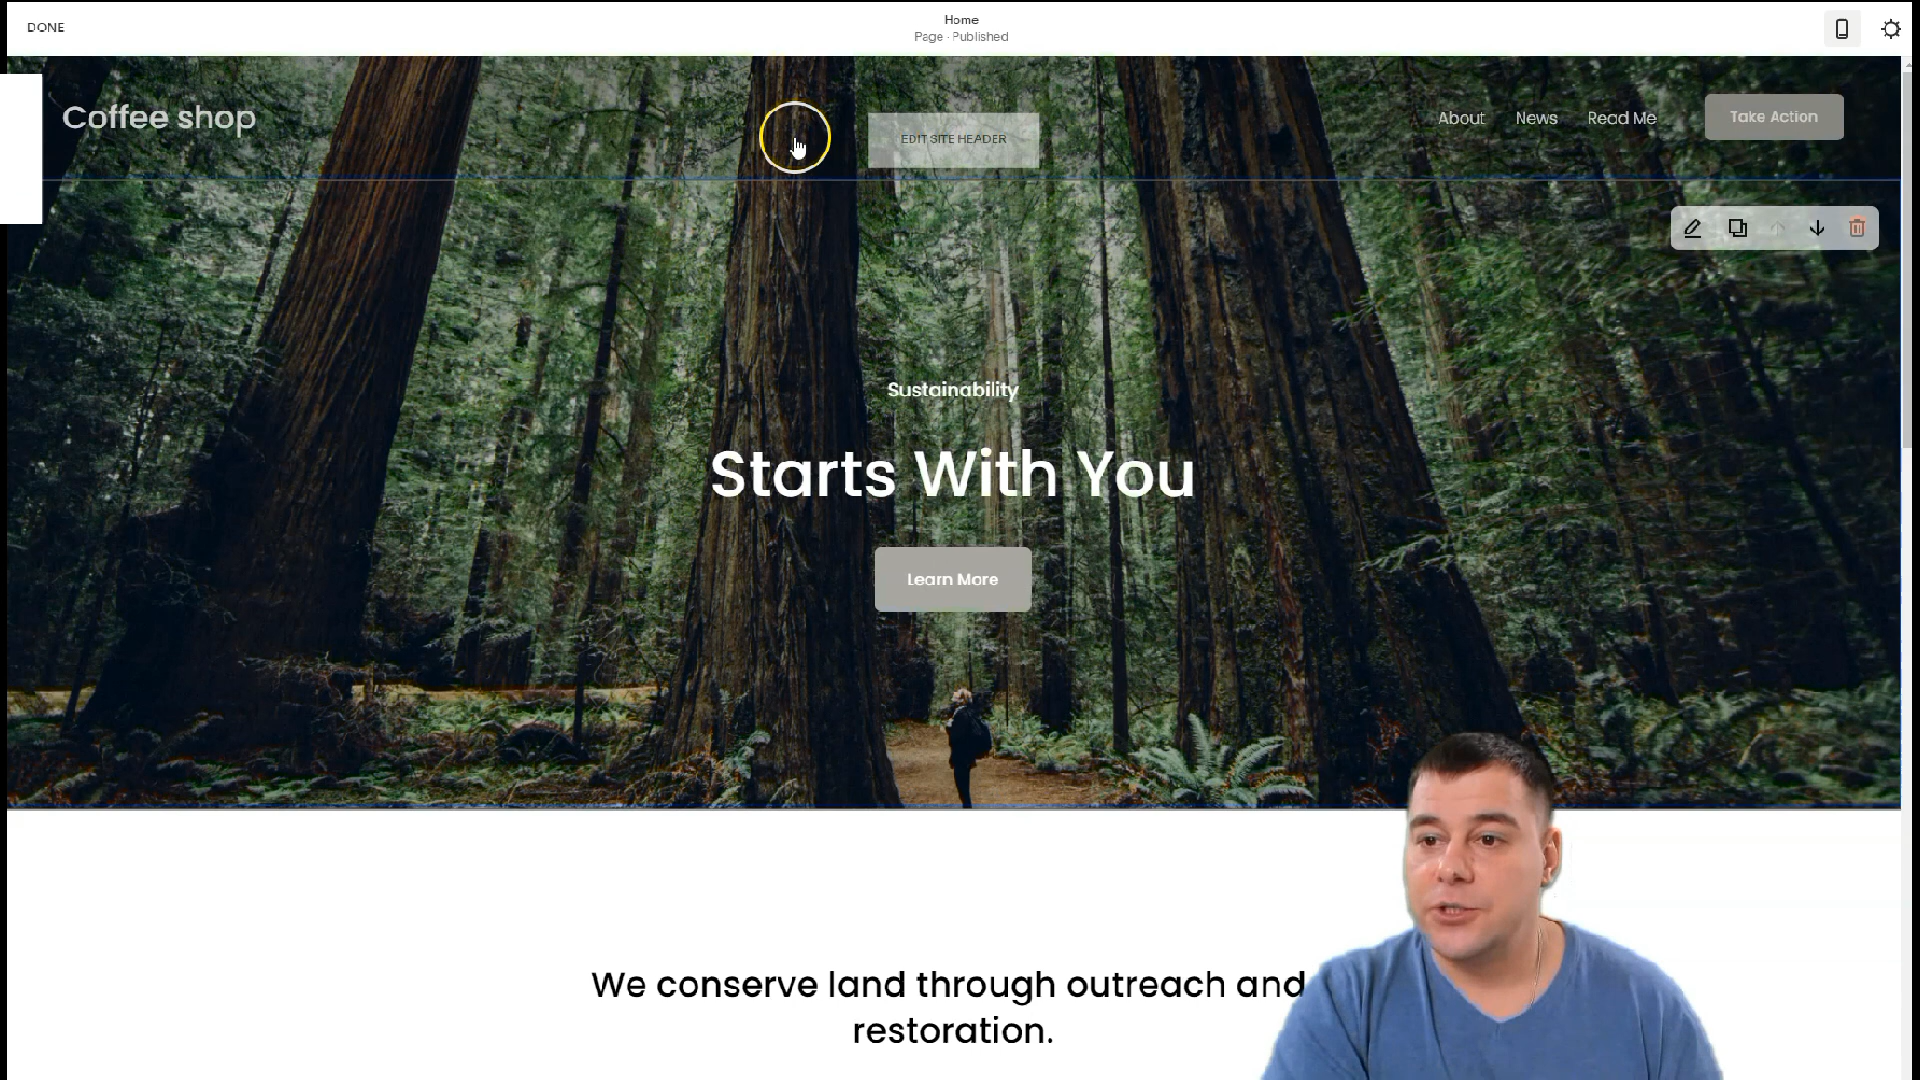 DONE
Home
Page · Published
Coffee shop
EDIT SITE HEADER
About
News
Read Me
Take Action
Sustainability
Starts With You
Learn More
We conserve land through outreach and
restoration.